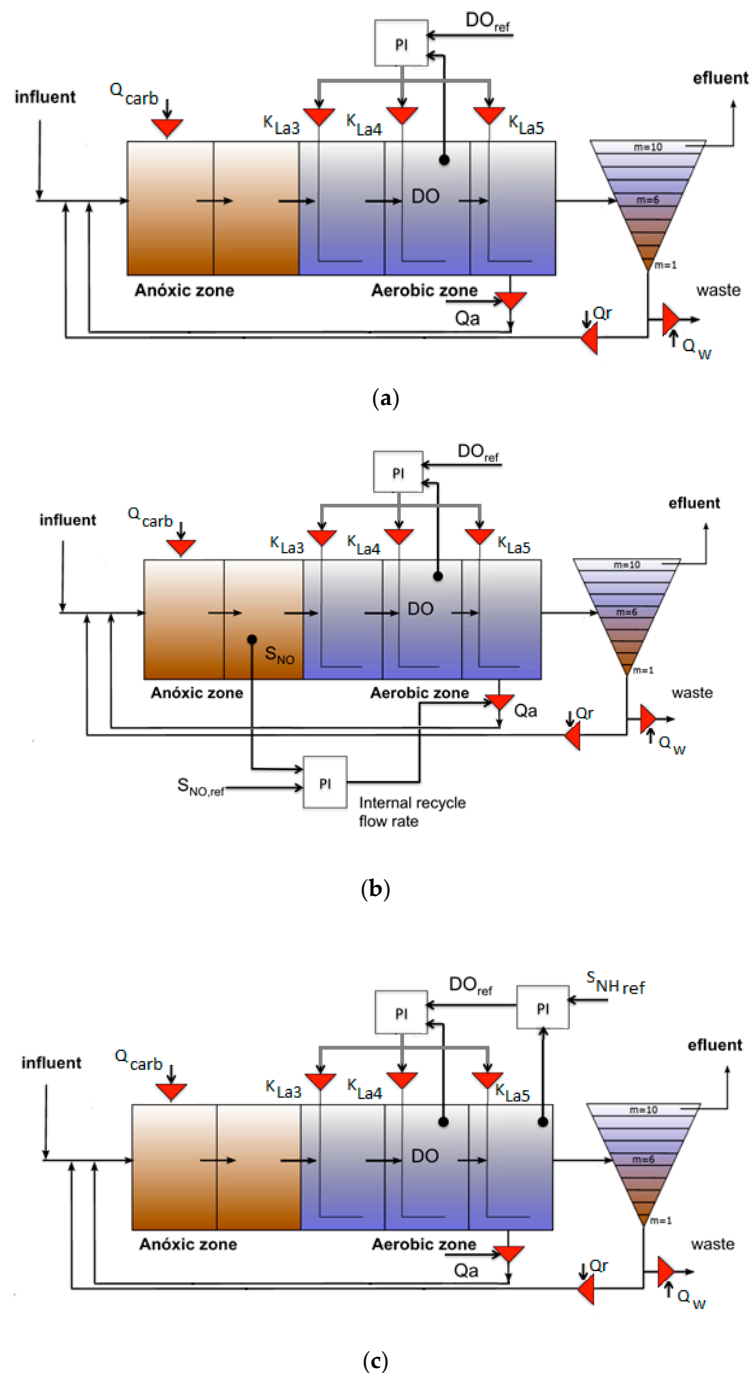 DO_ref
PI
efluent
influent
Q_carb
K_La3
K_La4
K_La5
m=10
DO
m=6
m=1
Anóxic zone
Aerobic zone
waste
Qa
Qr
Q_w
(a)
DO_ref
PI
efluent
influent
Q_carb
K_La3
K_La4
K_La5
m=10
DO
m=6
S_NO
m=1
Anóxic zone
Aerobic zone
waste
Qa
Qr
Q_w
S_NO,ref
PI
Internal recycle
flow rate
(b)
DO_ref
S_NH ref
PI
PI
efluent
influent
Q_carb
K_La3
K_La4
K_La5
m=10
DO
m=6
m=1
Anóxic zone
Aerobic zone
waste
Qa
Qr
Q_w
(c)